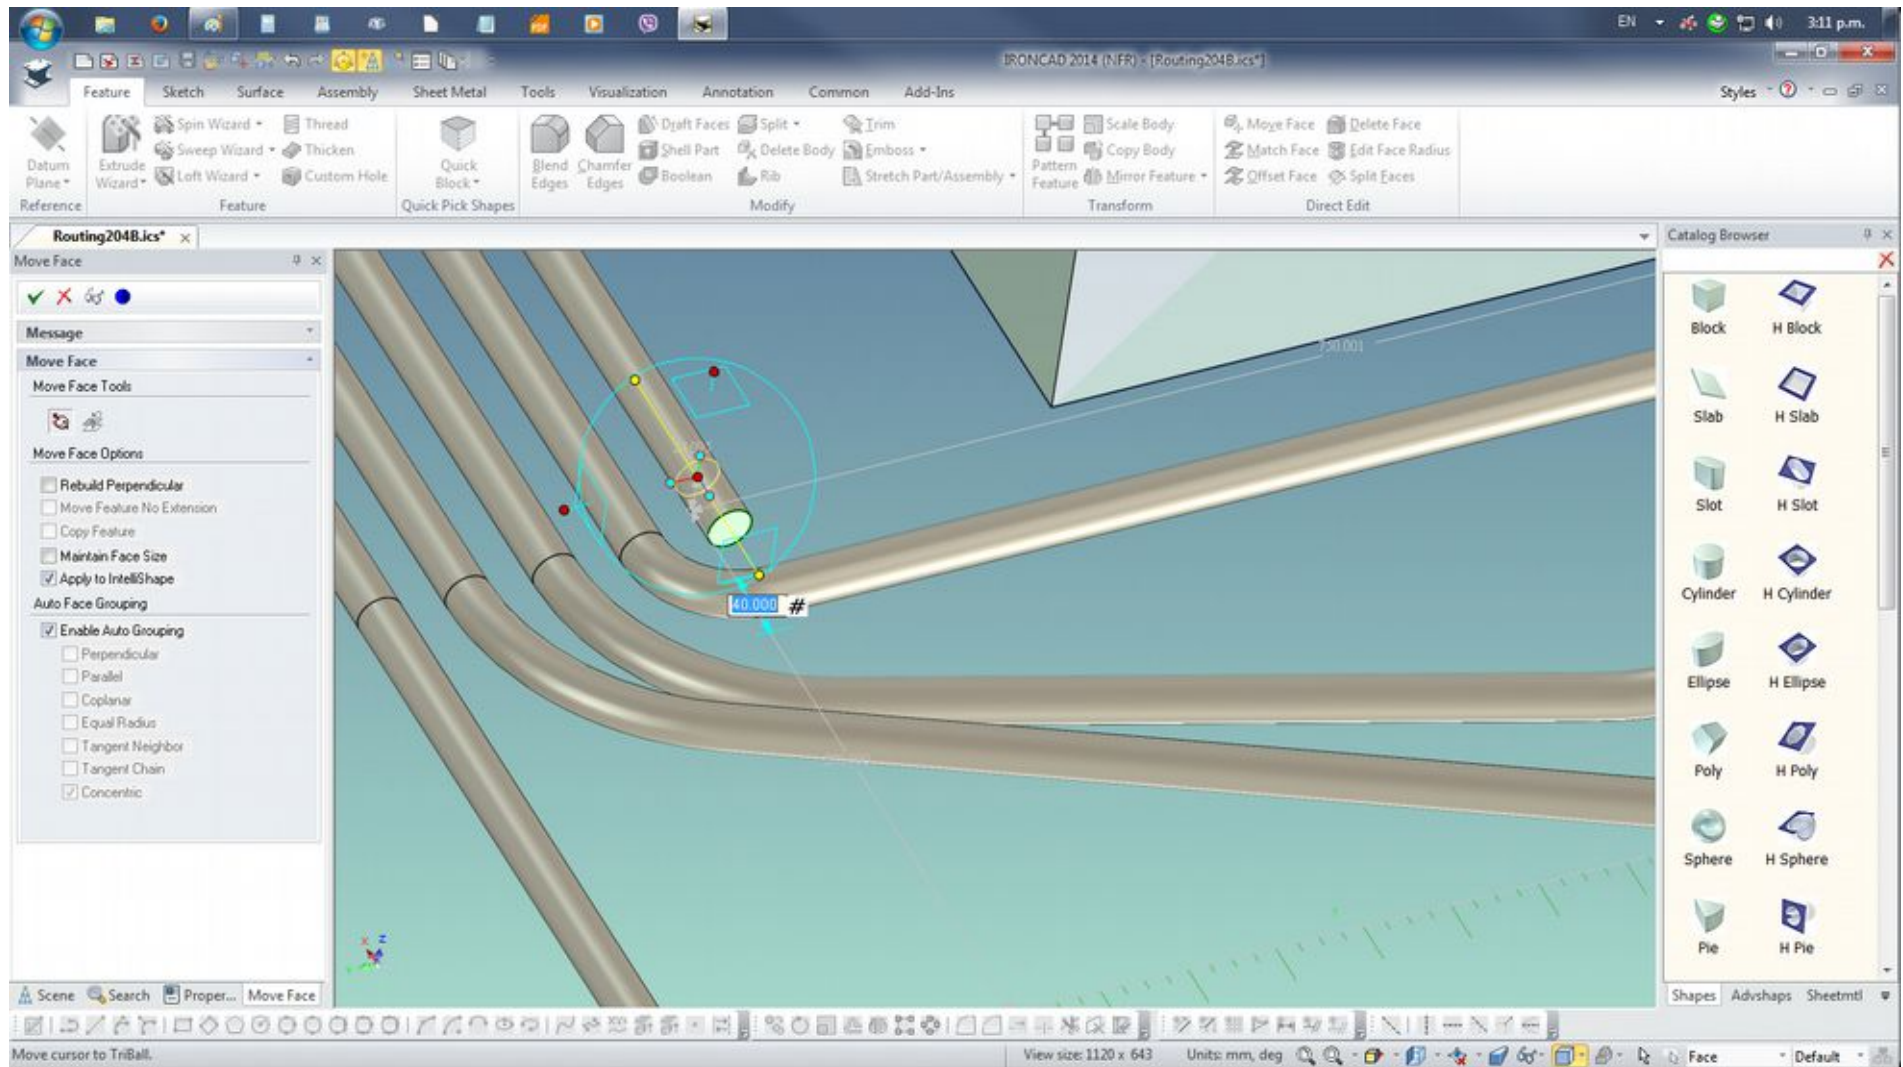 EN 3:11 p.m.
IRONCAD 2014 (NFR) - [Routing204B.ics*]
Feature Sketch Surface Assembly Sheet Metal Tools Visualization Annotation Common Add-Ins Styles
Spin Wizard Thread Draft Faces Split Trim Scale Body Move Face Delete Face
Sweep Wizard Thicken Shell Part Delete Body Emboss Copy Body Match Face Edit Face Radius
Datum Plane Extrude Wizard Loft Wizard Custom Hole Quick Block Blend Edges Chamfer Edges Boolean Rib Stretch Part/Assembly Pattern Feature Mirror Feature Offset Face Split Faces
Reference Feature Quick Pick Shapes Modify Transform Direct Edit
Routing204B.ics*
Move Face
Message
Move Face
Move Face Tools
Move Face Options
Rebuild Perpendicular
Move Feature No Extension
Copy Feature
Maintain Face Size
Apply to IntelliShape
Auto Face Grouping
Enable Auto Grouping
Perpendicular
Parallel
Coplanar
Equal Radius
Tangent Neighbor
Tangent Chain
Concentric
Scene Search Proper... Move Face
40.000 #
X Z
Catalog Browser
Block H Block
Slab H Slab
Slot H Slot
Cylinder H Cylinder
Ellipse H Ellipse
Poly H Poly
Sphere H Sphere
Pie H Pie
Shapes Advshaps Sheetmtl
Move cursor to TriBall. View size: 1120 x 643 Units: mm, deg Face Default